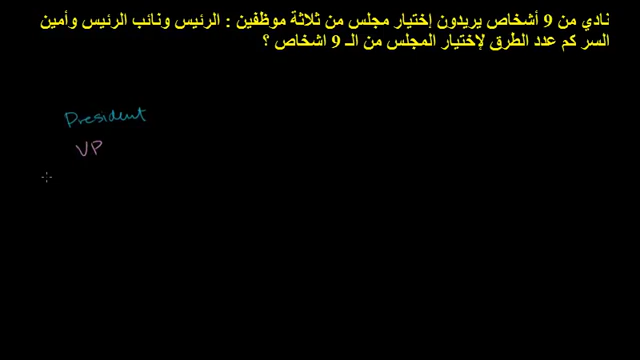 نادي من 9 أشخاص يريدون إختيار مجلس من ثلاثة موظفين : الرئيس ونائب الرئيس وأمين
السر كم عدد الطرق لإختيار المجلس من الـ 9 اشخاص ؟
President
VP